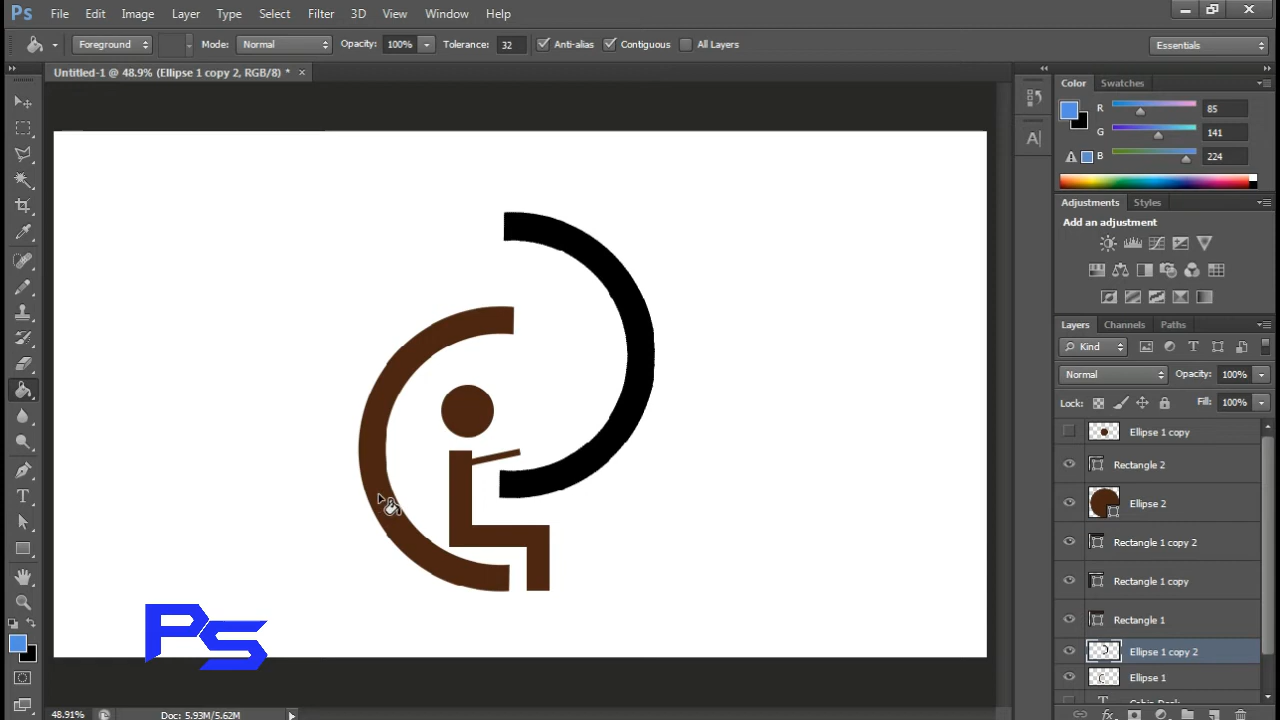 Ps File Edit Image Layer Type Select Filter 3D View Window Help
Foreground Mode: Normal Opacity: 100% Tolerance: 32 Anti-alias Contiguous All Layers Essentials
Untitled-1 @ 48.9% (Ellipse 1 copy 2, RGB/8) * ×
Color Swatches
R 85
G 141
B 224
Adjustments Styles
Add an adjustment
Layers Channels Paths
Kind
Normal Opacity: 100%
Lock: Fill: 100%
Ellipse 1 copy
Rectangle 2
Ellipse 2
Rectangle 1 copy 2
Rectangle 1 copy
Rectangle 1
Ellipse 1 copy 2
Ellipse 1
PS
48.91% Doc: 5.93M/5.62M